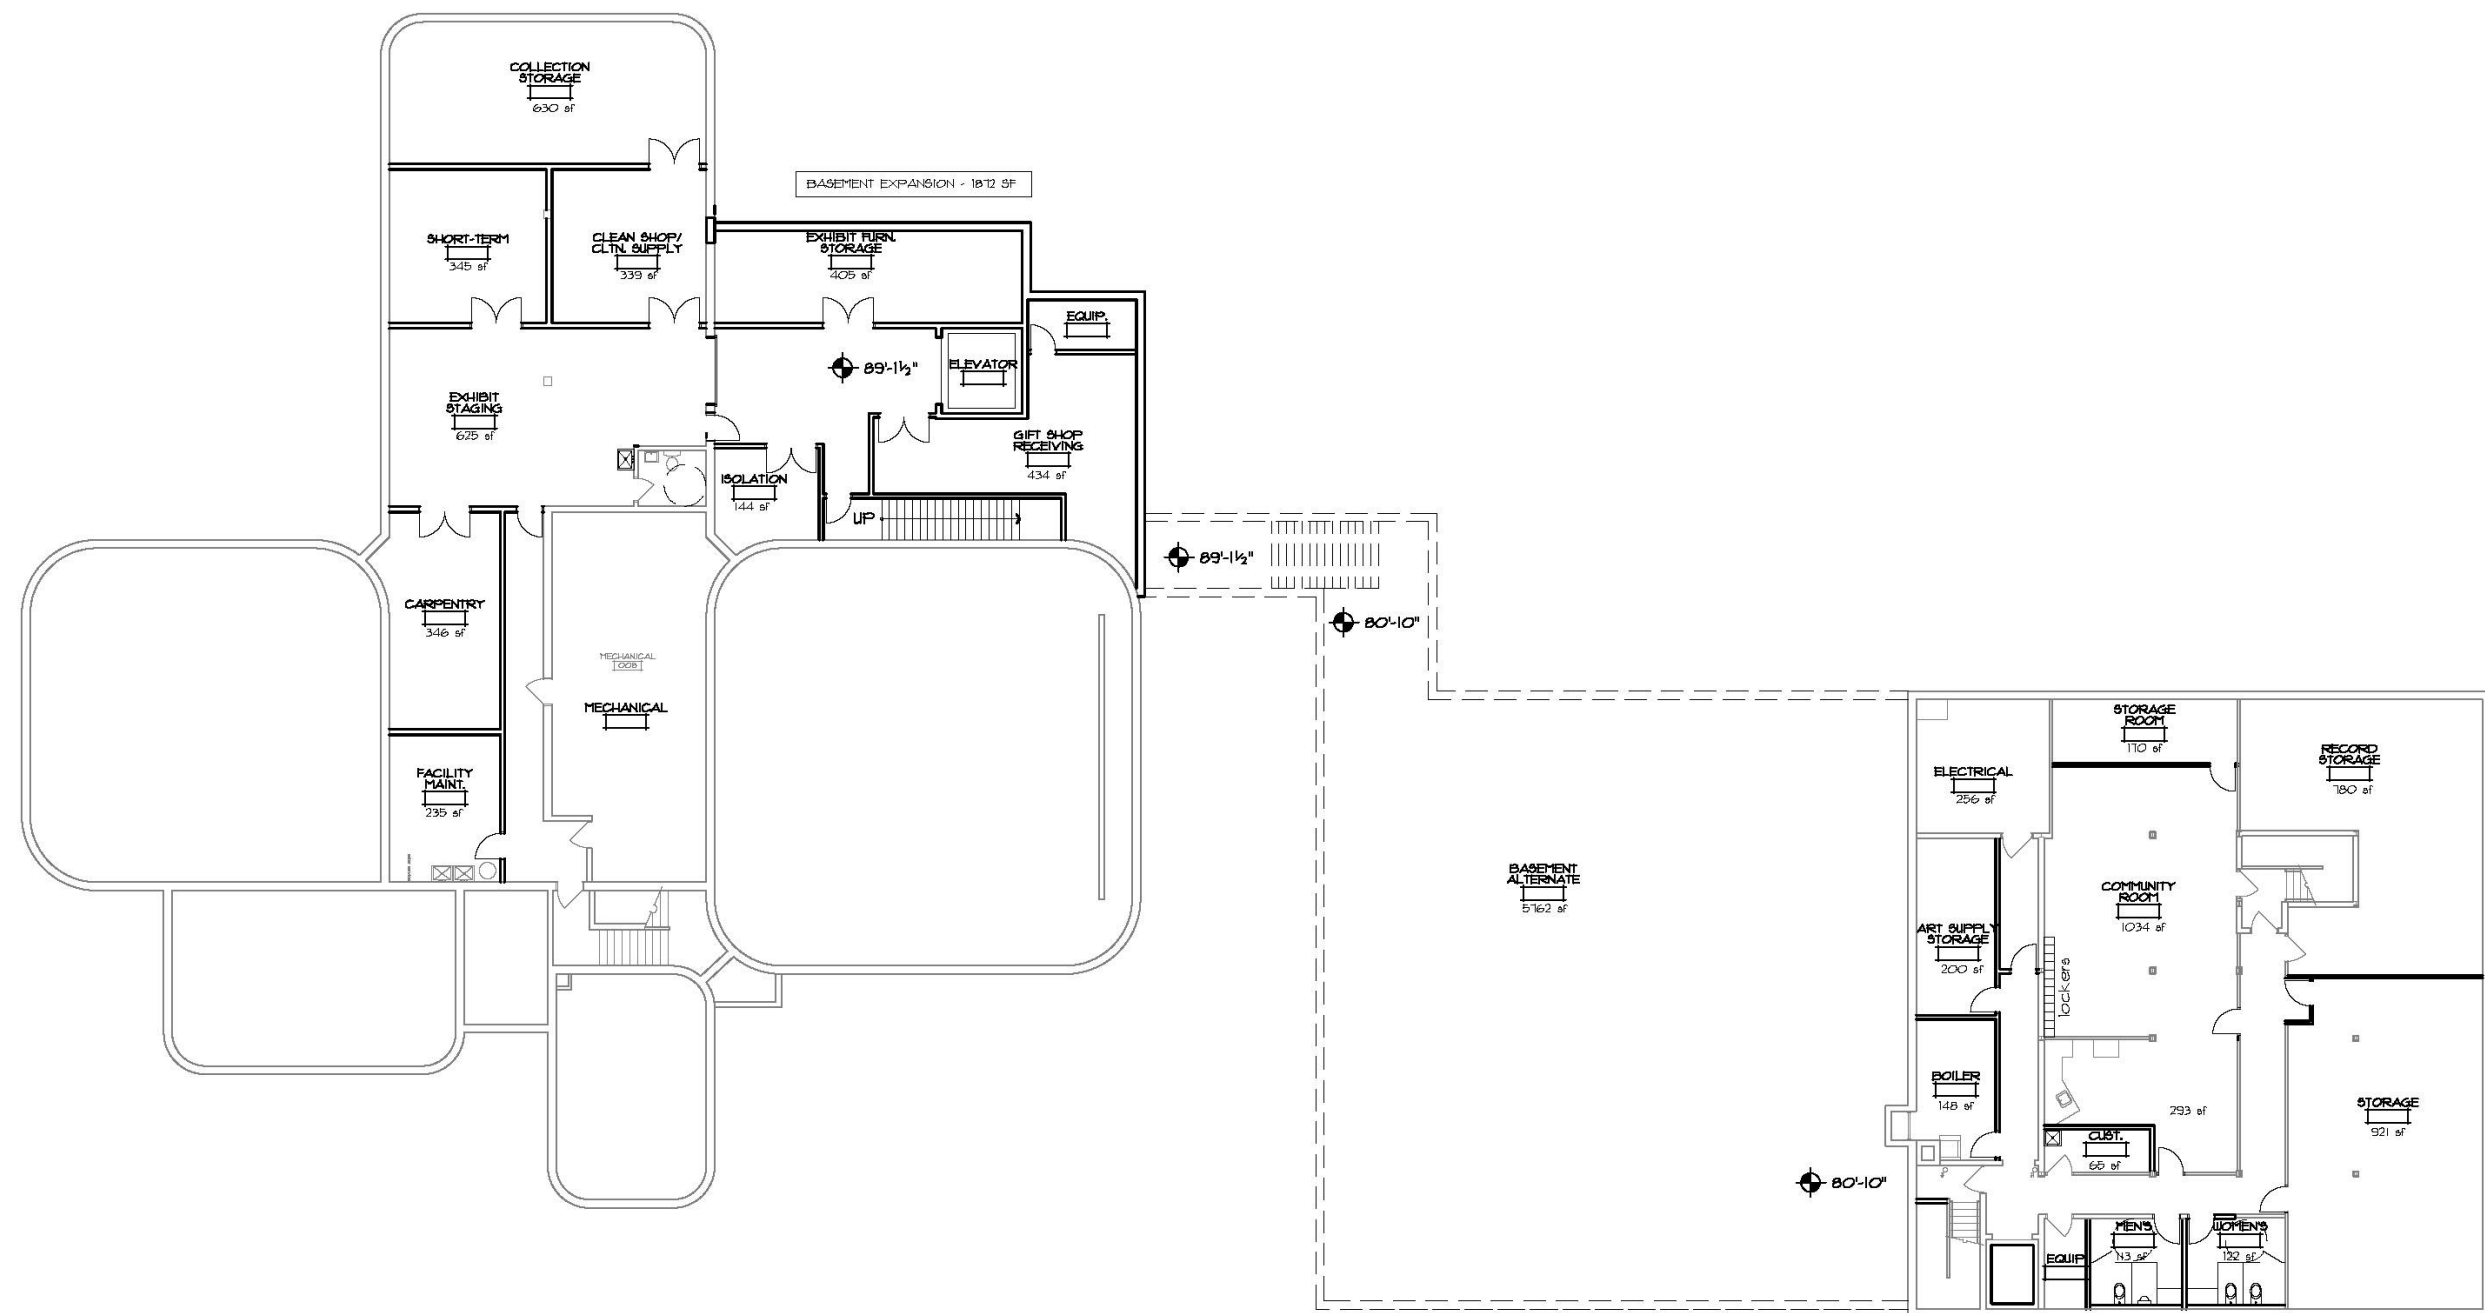 COLLECTION
STORAGE
630 sf
BASEMENT EXPANSION - 1872 SF
SHORT-TERM
345 sf
CLEAN SHOP/
CLTN. SUPPLY
339 sf
EXHIBIT FURN.
STORAGE
405 sf
EQUIP.
89'-1½"
ELEVATOR
EXHIBIT
STAGING
625 sf
GIFT SHOP
RECEIVING
434 sf
ISOLATION
144 sf
UP
89'-1½"
CARPENTRY
346 sf
80'-10"
MECHANICAL
008
MECHANICAL
FACILITY
MAINT.
235 sf
STORAGE
ROOM
170 sf
RECORD
STORAGE
780 sf
ELECTRICAL
256 sf
BASEMENT
ALTERNATE
5762 sf
COMMUNITY
ROOM
1034 sf
ART SUPPLY
STORAGE
200 sf
lockers
BOILER
148 sf
293 sf
STORAGE
921 sf
CUST.
65 sf
80'-10"
MEN'S
113 sf
WOMEN'S
122 sf
EQUIP